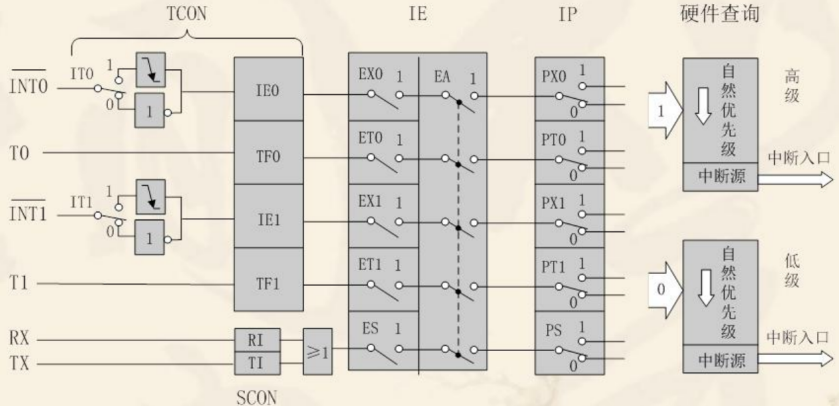 TCON IE IP 硬件查询
INT0 IT0 1 0 1 IE0 EX0 1 EA 1 PX0 1 0
T0 TF0 ET0 1 PT0 1 0
INT1 IT1 1 0 1 IE1 EX1 1 PX1 1 0
T1 TF1 ET1 1 PT1 1 0
RX RI ES 1 PS 1 0
TX TI ≥1
SCON
1 自然优先级 高级
中断源 中断入口
0 自然优先级 低级
中断源 中断入口